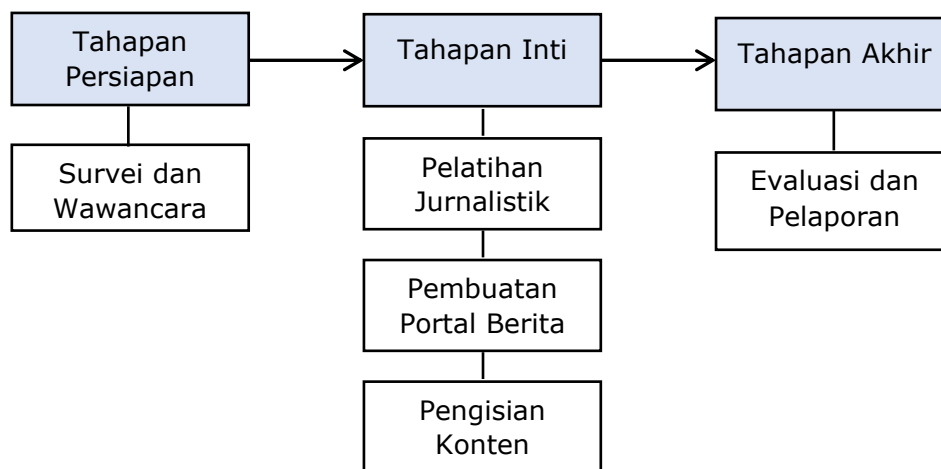 Tahapan
Persiapan
Survei dan
Wawancara
Tahapan Inti
Pelatihan
Jurnalistik
Pembuatan
Portal Berita
Pengisian
Konten
Tahapan Akhir
Evaluasi dan
Pelaporan